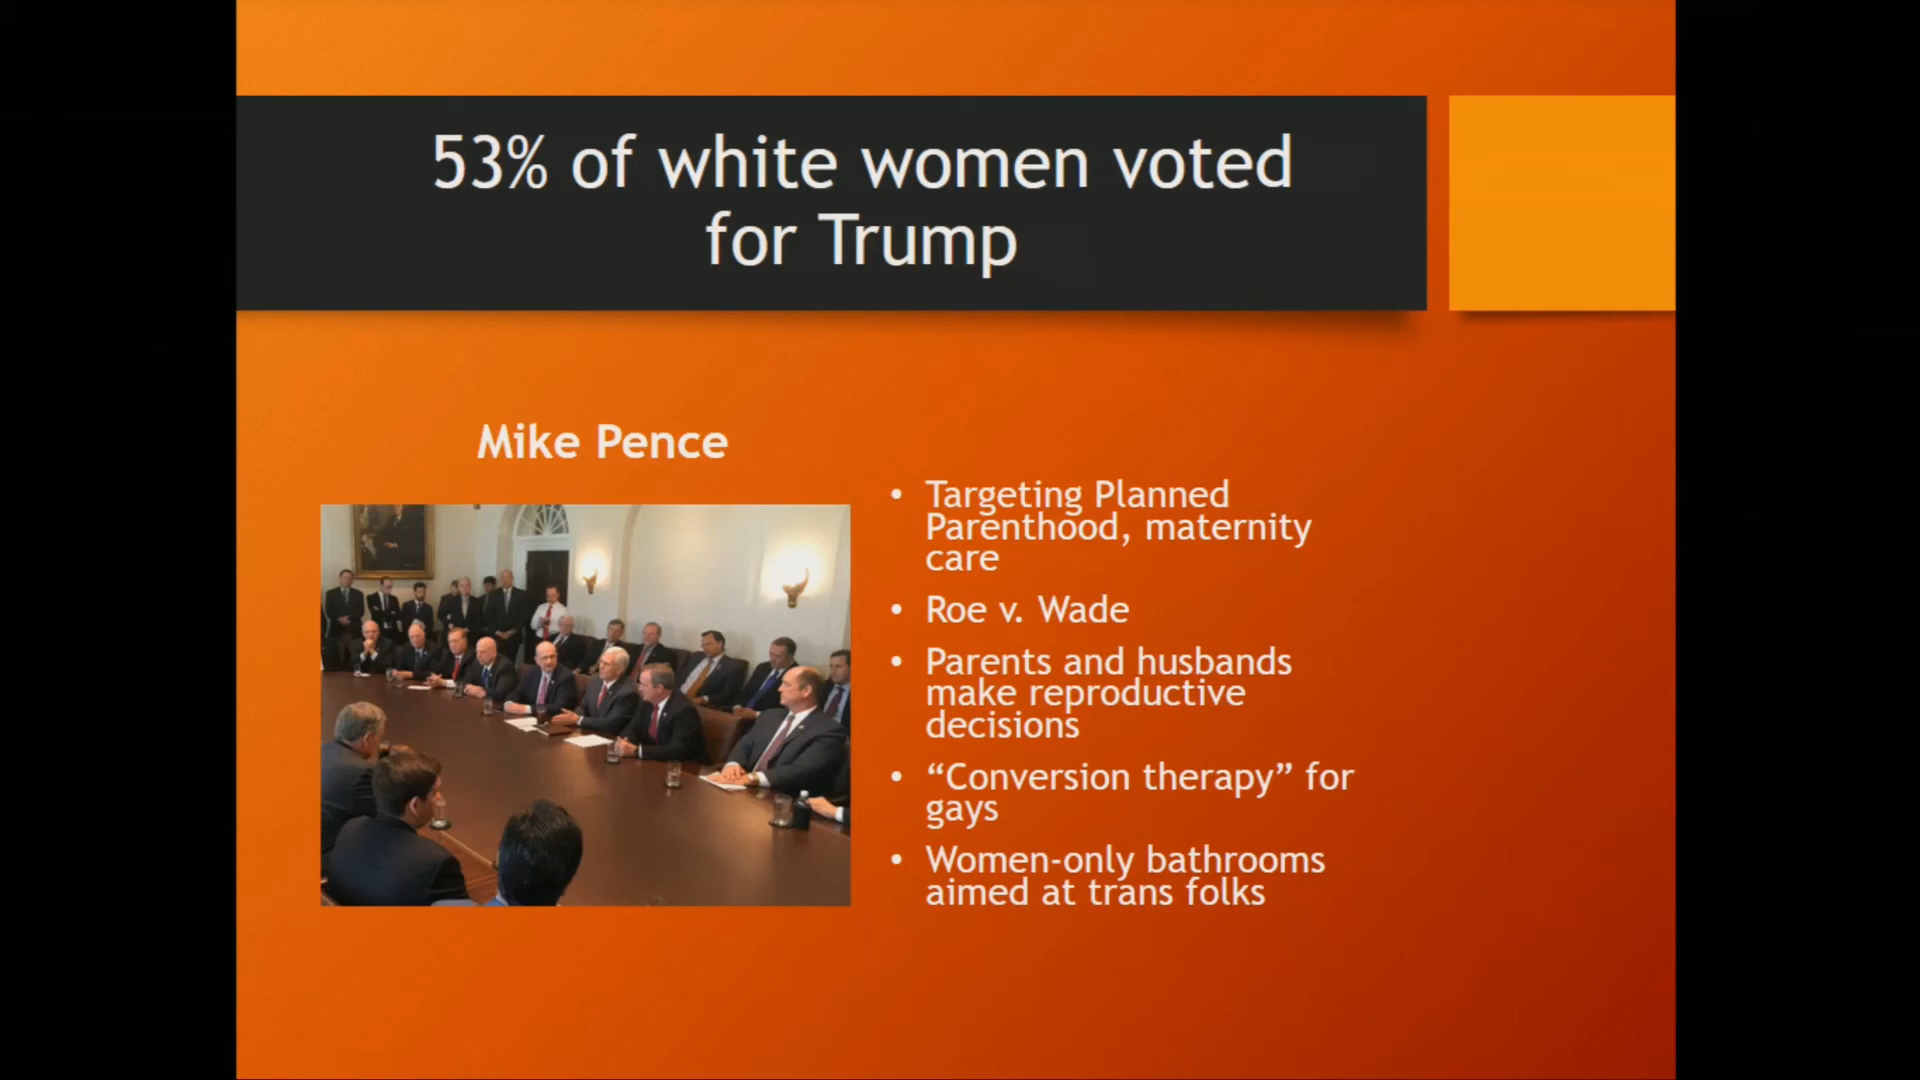 53% of white women voted
for Trump
Mike Pence
• Targeting Planned
Parenthood, maternity
care
• Roe v. Wade
• Parents and husbands
make reproductive
decisions
• “Conversion therapy” for
gays
• Women-only bathrooms
aimed at trans folks